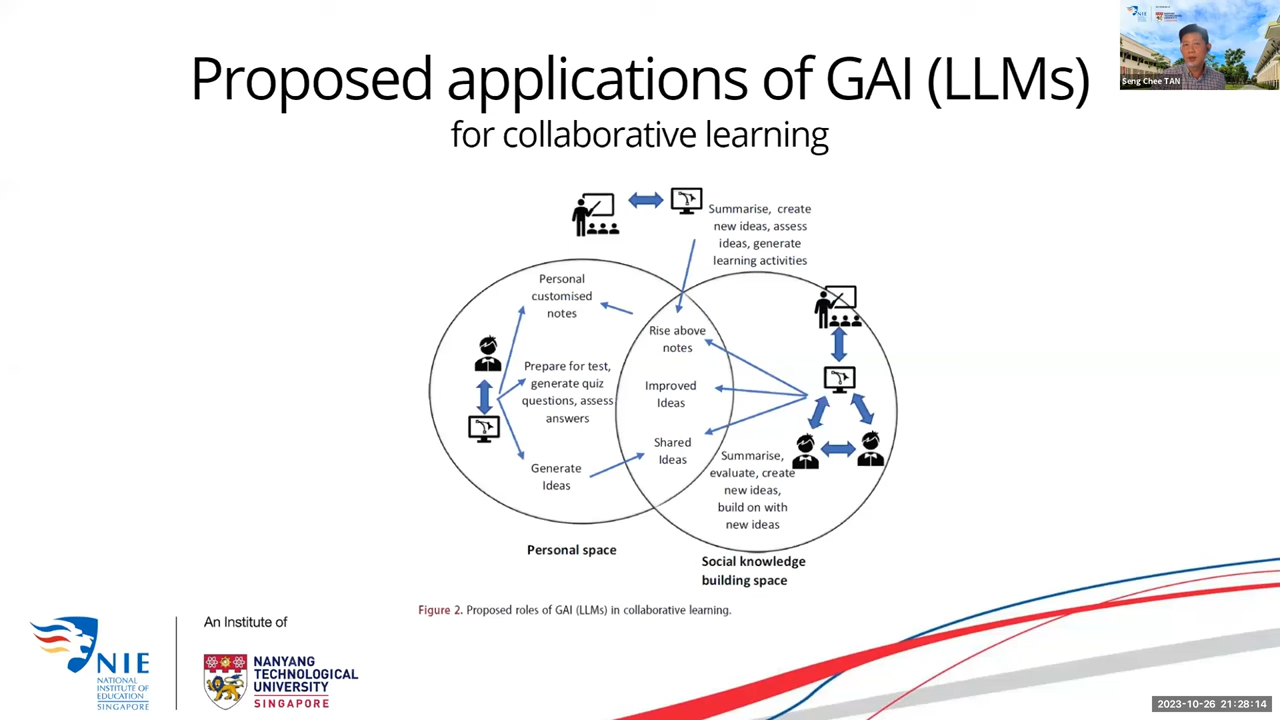 Proposed applications of GAI (LLMs)
for collaborative learning
Seng Chee TAN
Summarise, create
new ideas, assess
ideas, generate
learning activities
Personal
customised
notes
Rise above
notes
Prepare for test,
generate quiz
questions, assess
answers
Improved
Ideas
Shared
Ideas
Generate
Ideas
Summarise,
evaluate, create
new ideas,
build on with
new ideas
Personal space
Social knowledge
building space
Figure 2. Proposed roles of GAI (LLMs) in collaborative learning.
NIE
NATIONAL
INSTITUTE OF
EDUCATION
SINGAPORE
An Institute of
NANYANG
TECHNOLOGICAL
UNIVERSITY
SINGAPORE
2023-10-26 21:28:14